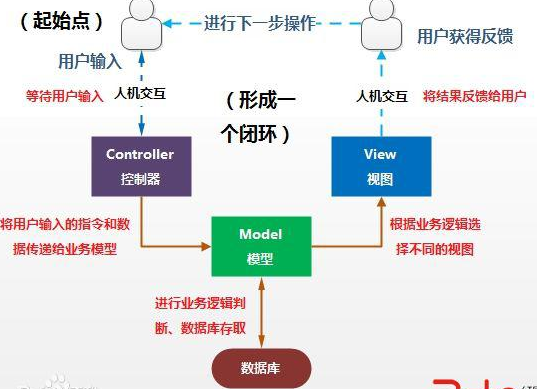 （起始点）
进行下一步操作
用户获得反馈
用户输入
等待用户输入
人机交互
（形成一
个闭环）
人机交互
将结果反馈给用户
Controller
控制器
View
视图
将用户输入的指令和数
据传递给业务模型
Model
模型
根据业务逻辑选
择不同的视图
进行业务逻辑判
断、数据库存取
数据库